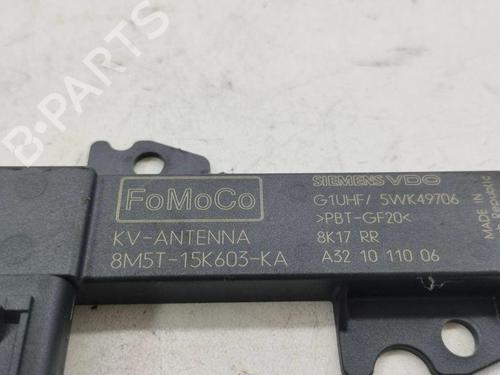 B-PARTS
FoMoCo
KV-ANTENNA
8M5T-15K603-KA
SIEMENS VDO
G1UHF/ 5WK49706
>PBT-GF20<
8K17 RR
A32 10 110 06
MADE IN